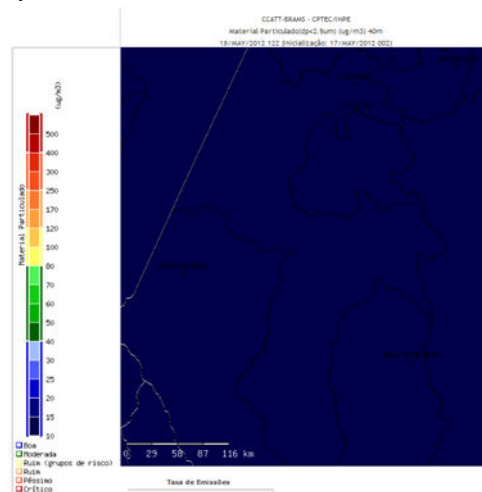 CCATT-BRAMS - CPTEC/INPE
Material Particulado(dp<2.5um) (ug/m3) 40m
18/MAY/2012 12Z (Inicialização: 17/MAY/2012 00Z)
(ug/m3)
Material Particulado
500
400
300
250
170
120
100
80
70
60
50
40
30
25
20
15
10
Boa
Moderada
Ruim (grupos de risco)
Ruim
Péssimo
Crítico
0 29 58 87 116 km
Taxa de Emissões